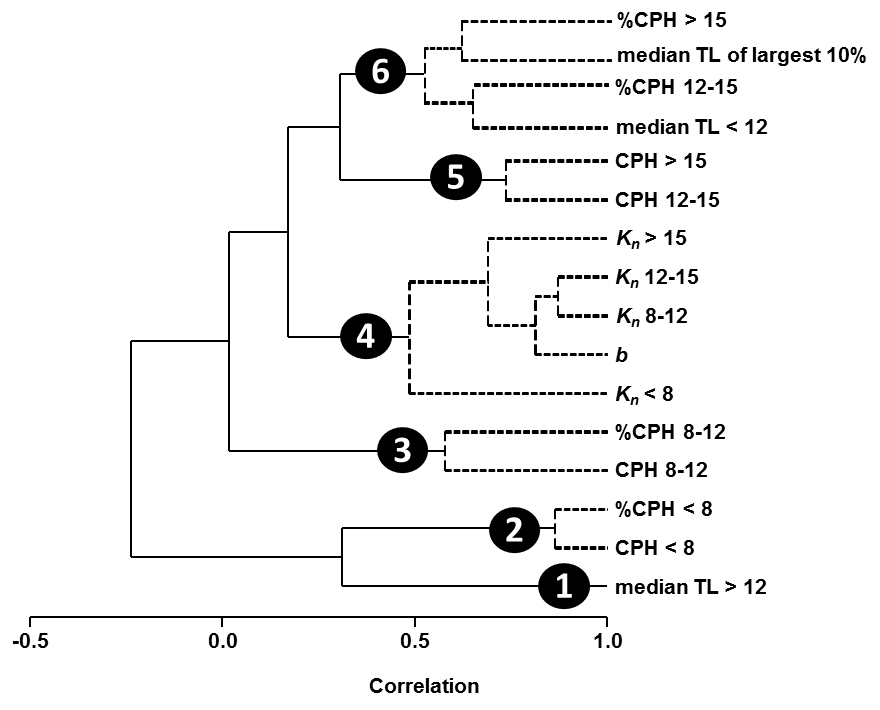 %CPH > 15
6
median TL of largest 10%
%CPH 12-15
median TL < 12
CPH > 15
5
CPH 12-15
Kn > 15
Kn 12-15
Kn 8-12
4
b
Kn < 8
%CPH 8-12
3
CPH 8-12
%CPH < 8
2
CPH < 8
1
median TL > 12
-0.5 0.0 0.5 1.0
Correlation